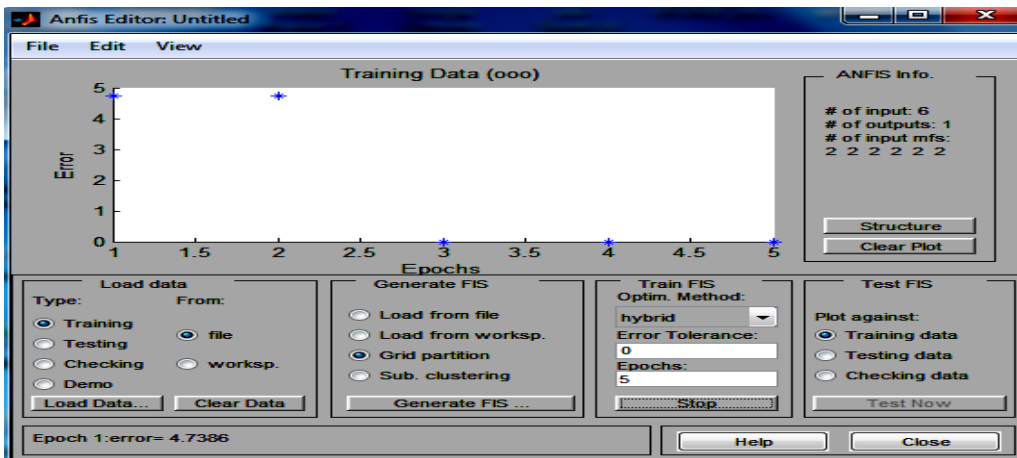 Anfis Editor: Untitled
File Edit View
Training Data (ooo)
5
4
3
2
1
0
Error
1 1.5 2 2.5 3 3.5 4 4.5 5
Epochs
ANFIS Info.
# of input: 6
# of outputs: 1
# of input mfs:
2 2 2 2 2 2
Structure
Clear Plot
Load data
Type: From:
Training
file
Testing
Checking
worksp.
Demo
Load Data... Clear Data
Generate FIS
Load from file
Load from worksp.
Grid partition
Sub. clustering
Generate FIS ...
Train FIS
Optim. Method:
hybrid
Error Tolerance:
0
Epochs:
5
Stop
Test FIS
Plot against:
Training data
Testing data
Checking data
Test Now
Epoch 1:error= 4.7386
Help Close